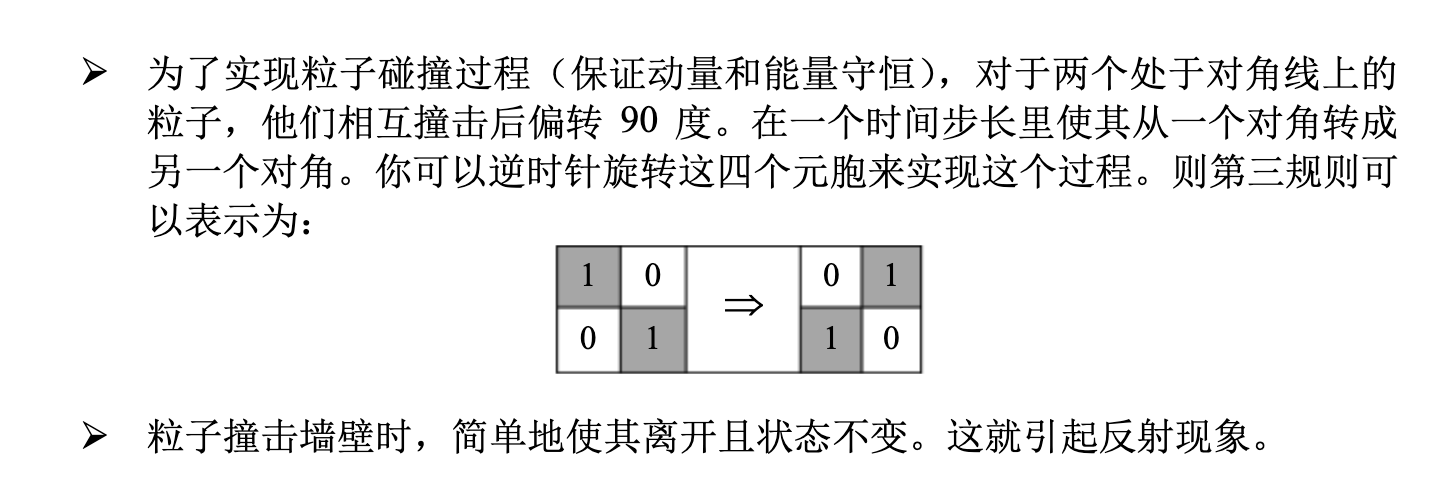 ➢ 为了实现粒子碰撞过程（保证动量和能量守恒），对于两个处于对角线上的
粒子，他们相互撞击后偏转 90 度。在一个时间步长里使其从一个对角转成
另一个对角。你可以逆时针旋转这四个元胞来实现这个过程。则第三规则可
以表示为：
1 0 ⇒ 0 1
0 1 1 0
➢ 粒子撞击墙壁时，简单地使其离开且状态不变。这就引起反射现象。